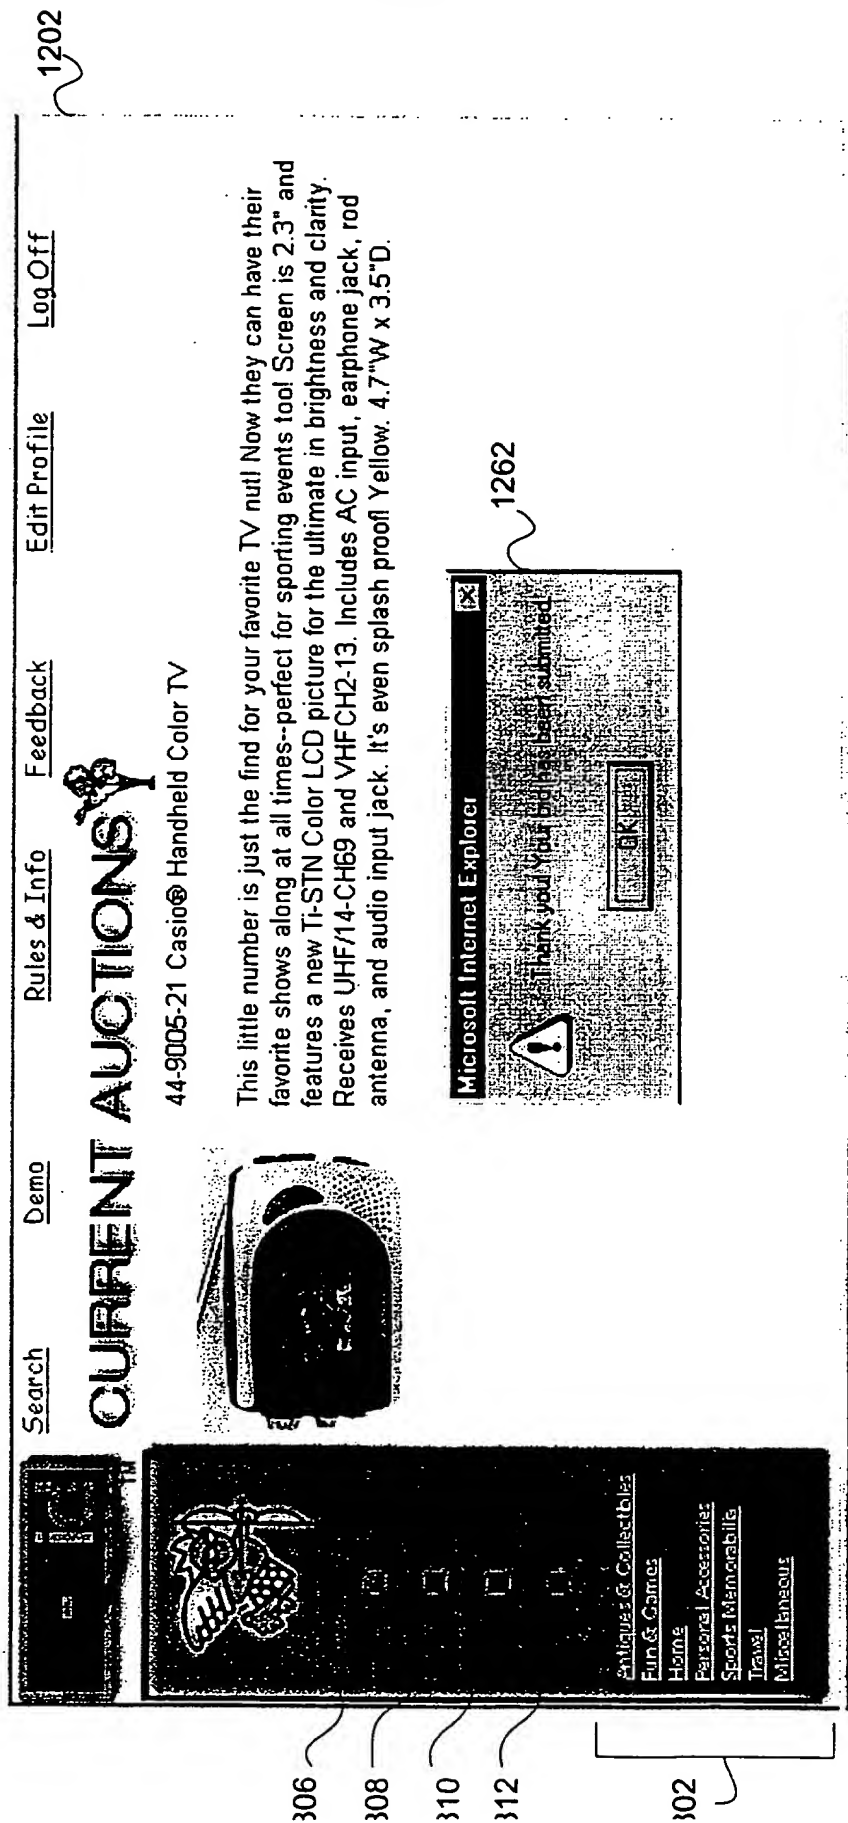 1202
Search Demo Rules & Info Feedback Edit Profile Log Off
CURRENT AUCTIONS
TM
44-9005-21 Casio® Handheld Color TV
This little number is just the find for your favorite TV nut! Now they can have their
favorite shows along at all times--perfect for sporting events too! Screen is 2.3" and
features a new Ti-STN Color LCD picture for the ultimate in brightness and clarity.
Receives UHF/14-CH69 and VHFCH2-13. Includes AC input, earphone jack, rod
antenna, and audio input jack. It's even splash proof! Yellow. 4.7"W x 3.5"D.
1262
Microsoft Internet Explorer
Thank you! Your bid has been submitted.
OK
306
308
310
312
302
Antiques & Collectibles
Fun & Games
Home
Personal Accessories
Sports Memorabilia
Travel
Miscellaneous